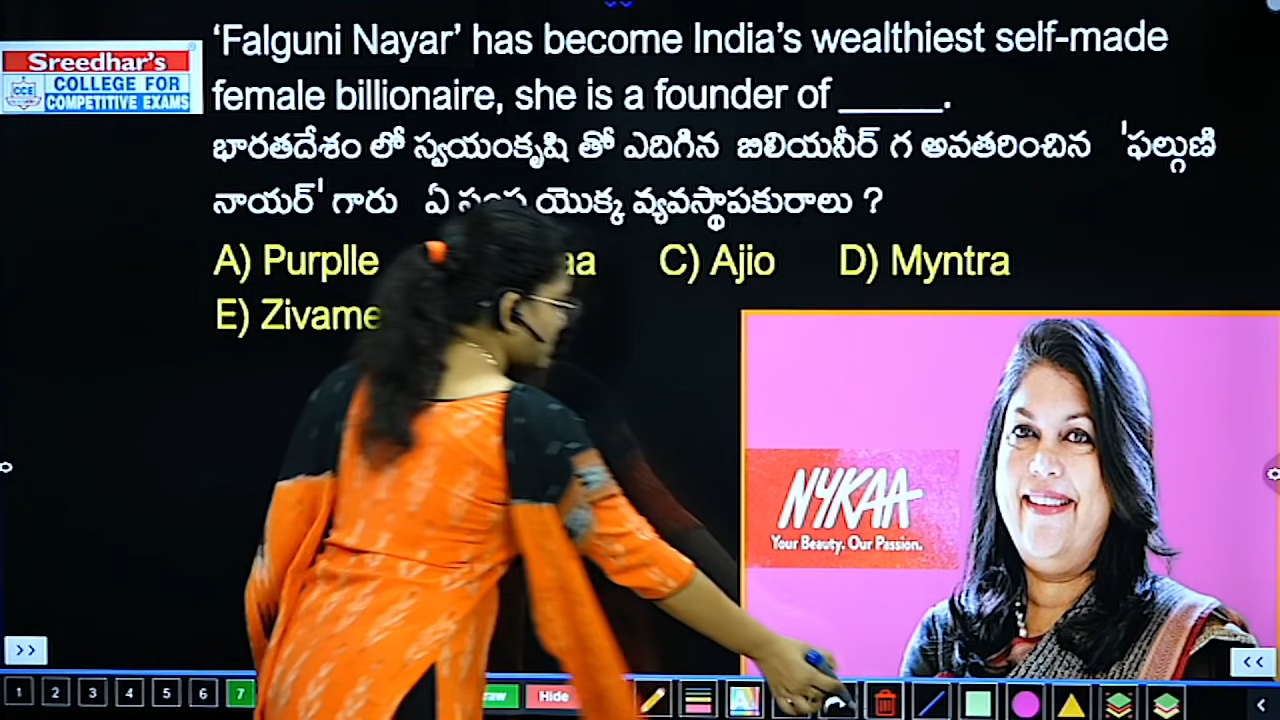 Sreedhar's
CCE
COLLEGE FOR
COMPETITIVE EXAMS
‘Falguni Nayar’ has become India’s wealthiest self-made
female billionaire, she is a founder of _____.
భారతదేశం లో స్వయంకృషి తో ఎదిగిన బిలియనీర్ గ అవతరించిన 'ఫల్గుణి
నాయర్' గారు ఏ యొక్క వ్యవస్థాపకురాలు ?
A) Purplle aa C) Ajio D) Myntra
E) Zivame
NYKAA
Your Beauty. Our Passion.
>> <<
1 2 3 4 5 6 7 Hide